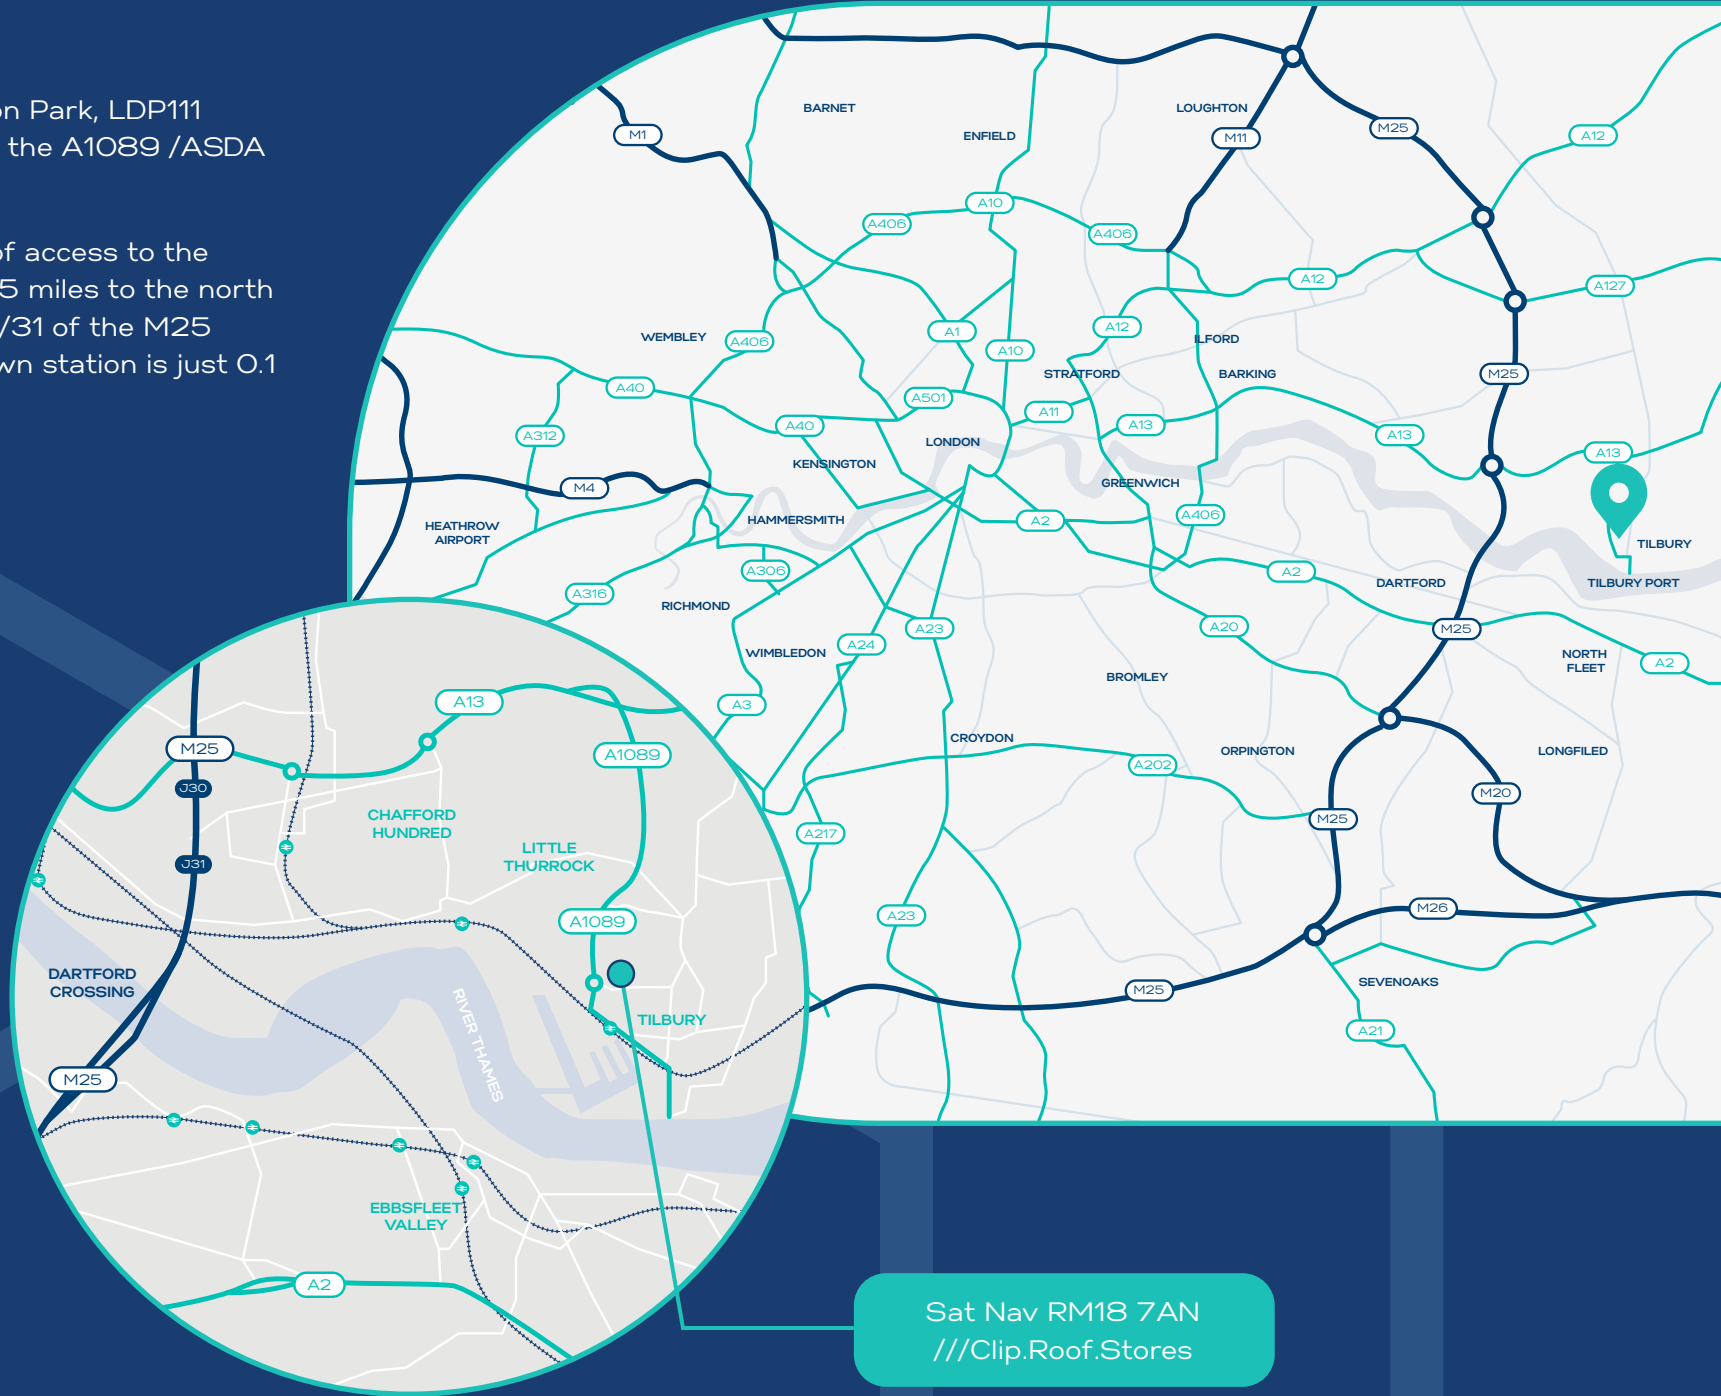 on Park, LDP111
the A1089 /ASDA
of access to the
5 miles to the north
/31 of the M25
wn station is just 0.1
BARNET
LOUGHTON
ENFIELD
M1
M11
M25
A12
A10
A406
A406
A12
A127
WEMBLEY
A406
A1
A12
ILFORD
A10
STRATFORD
BARKING
M25
A40
A501
A11
A312
A40
LONDON
A13
A13
A13
KENSINGTON
M4
GREENWICH
HEATHROW
AIRPORT
HAMMERSMITH
A2
A406
TILBURY
A306
A2
DARTFORD
TILBURY PORT
A316
RICHMOND
A23
A20
M25
WIMBLEDON
A24
NORTH
FLEET
A2
BROMLEY
A3
CROYDON
ORPINGTON
LONGFILED
A202
M20
A217
M25
A23
M26
SEVENOAKS
M25
A21
A13
M25
A1089
J30
CHAFFORD
HUNDRED
LITTLE
THURROCK
J31
A1089
DARTFORD
CROSSING
RIVER THAMES
TILBURY
M25
EBBSFLEET
VALLEY
A2
Sat Nav RM18 7AN
///Clip.Roof.Stores